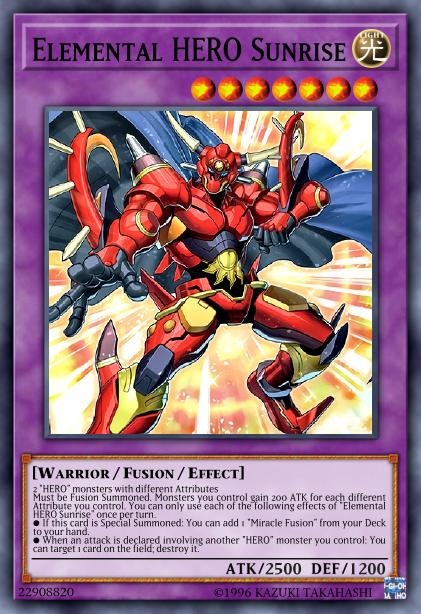 ELEMENTAL HERO SUNRISE
LIGHT
光
[WARRIOR / FUSION / EFFECT]
2 "HERO" monsters with different Attributes
Must be Fusion Summoned. Monsters you control gain 200 ATK for each different
Attribute you control. You can only use each of the following effects of "Elemental
HERO Sunrise" once per turn.
● If this card is Special Summoned: You can add 1 "Miracle Fusion" from your Deck
to your hand.
● When an attack is declared involving another "HERO" monster you control: You
can target 1 card on the field; destroy it.
ATK/2500 DEF/1200
22908820
©1996 KAZUKI TAKAHASHI